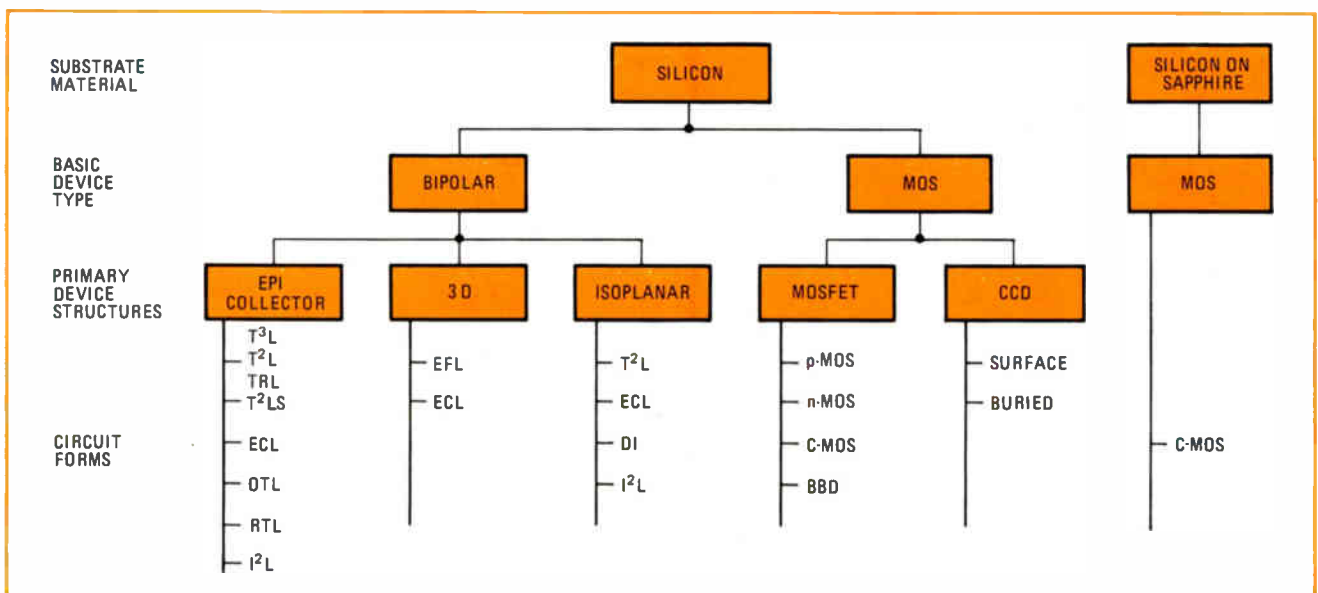 SUBSTRATE
MATERIAL
SILICON
SILICON ON
SAPPHIRE
BASIC
DEVICE
TYPE
BIPOLAR
MOS
MOS
PRIMARY
DEVICE
STRUCTURES
EPI
COLLECTOR
3D
ISOPLANAR
MOSFET
CCD
CIRCUIT
FORMS
T³L
T²L
TRL
T²LS
ECL
OTL
RTL
I²L
EFL
ECL
T²L
ECL
DI
I²L
p-MOS
n-MOS
C-MOS
BBD
SURFACE
BURIED
C-MOS